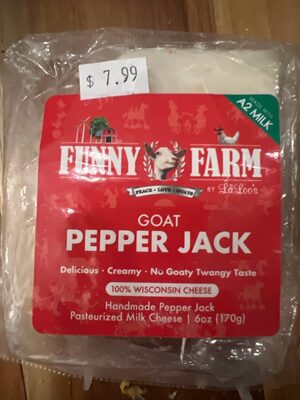 $ 7.99
MADE WITH
A2 MILK
FUNNY FARM
PEACE • LOVE • GOATS
BY LaLoo's
GOAT
PEPPER JACK
Delicious • Creamy • No Goaty Twangy Taste
100% WISCONSIN CHEESE
Handmade Pepper Jack
Pasteurized Milk Cheese | 6oz (170g)